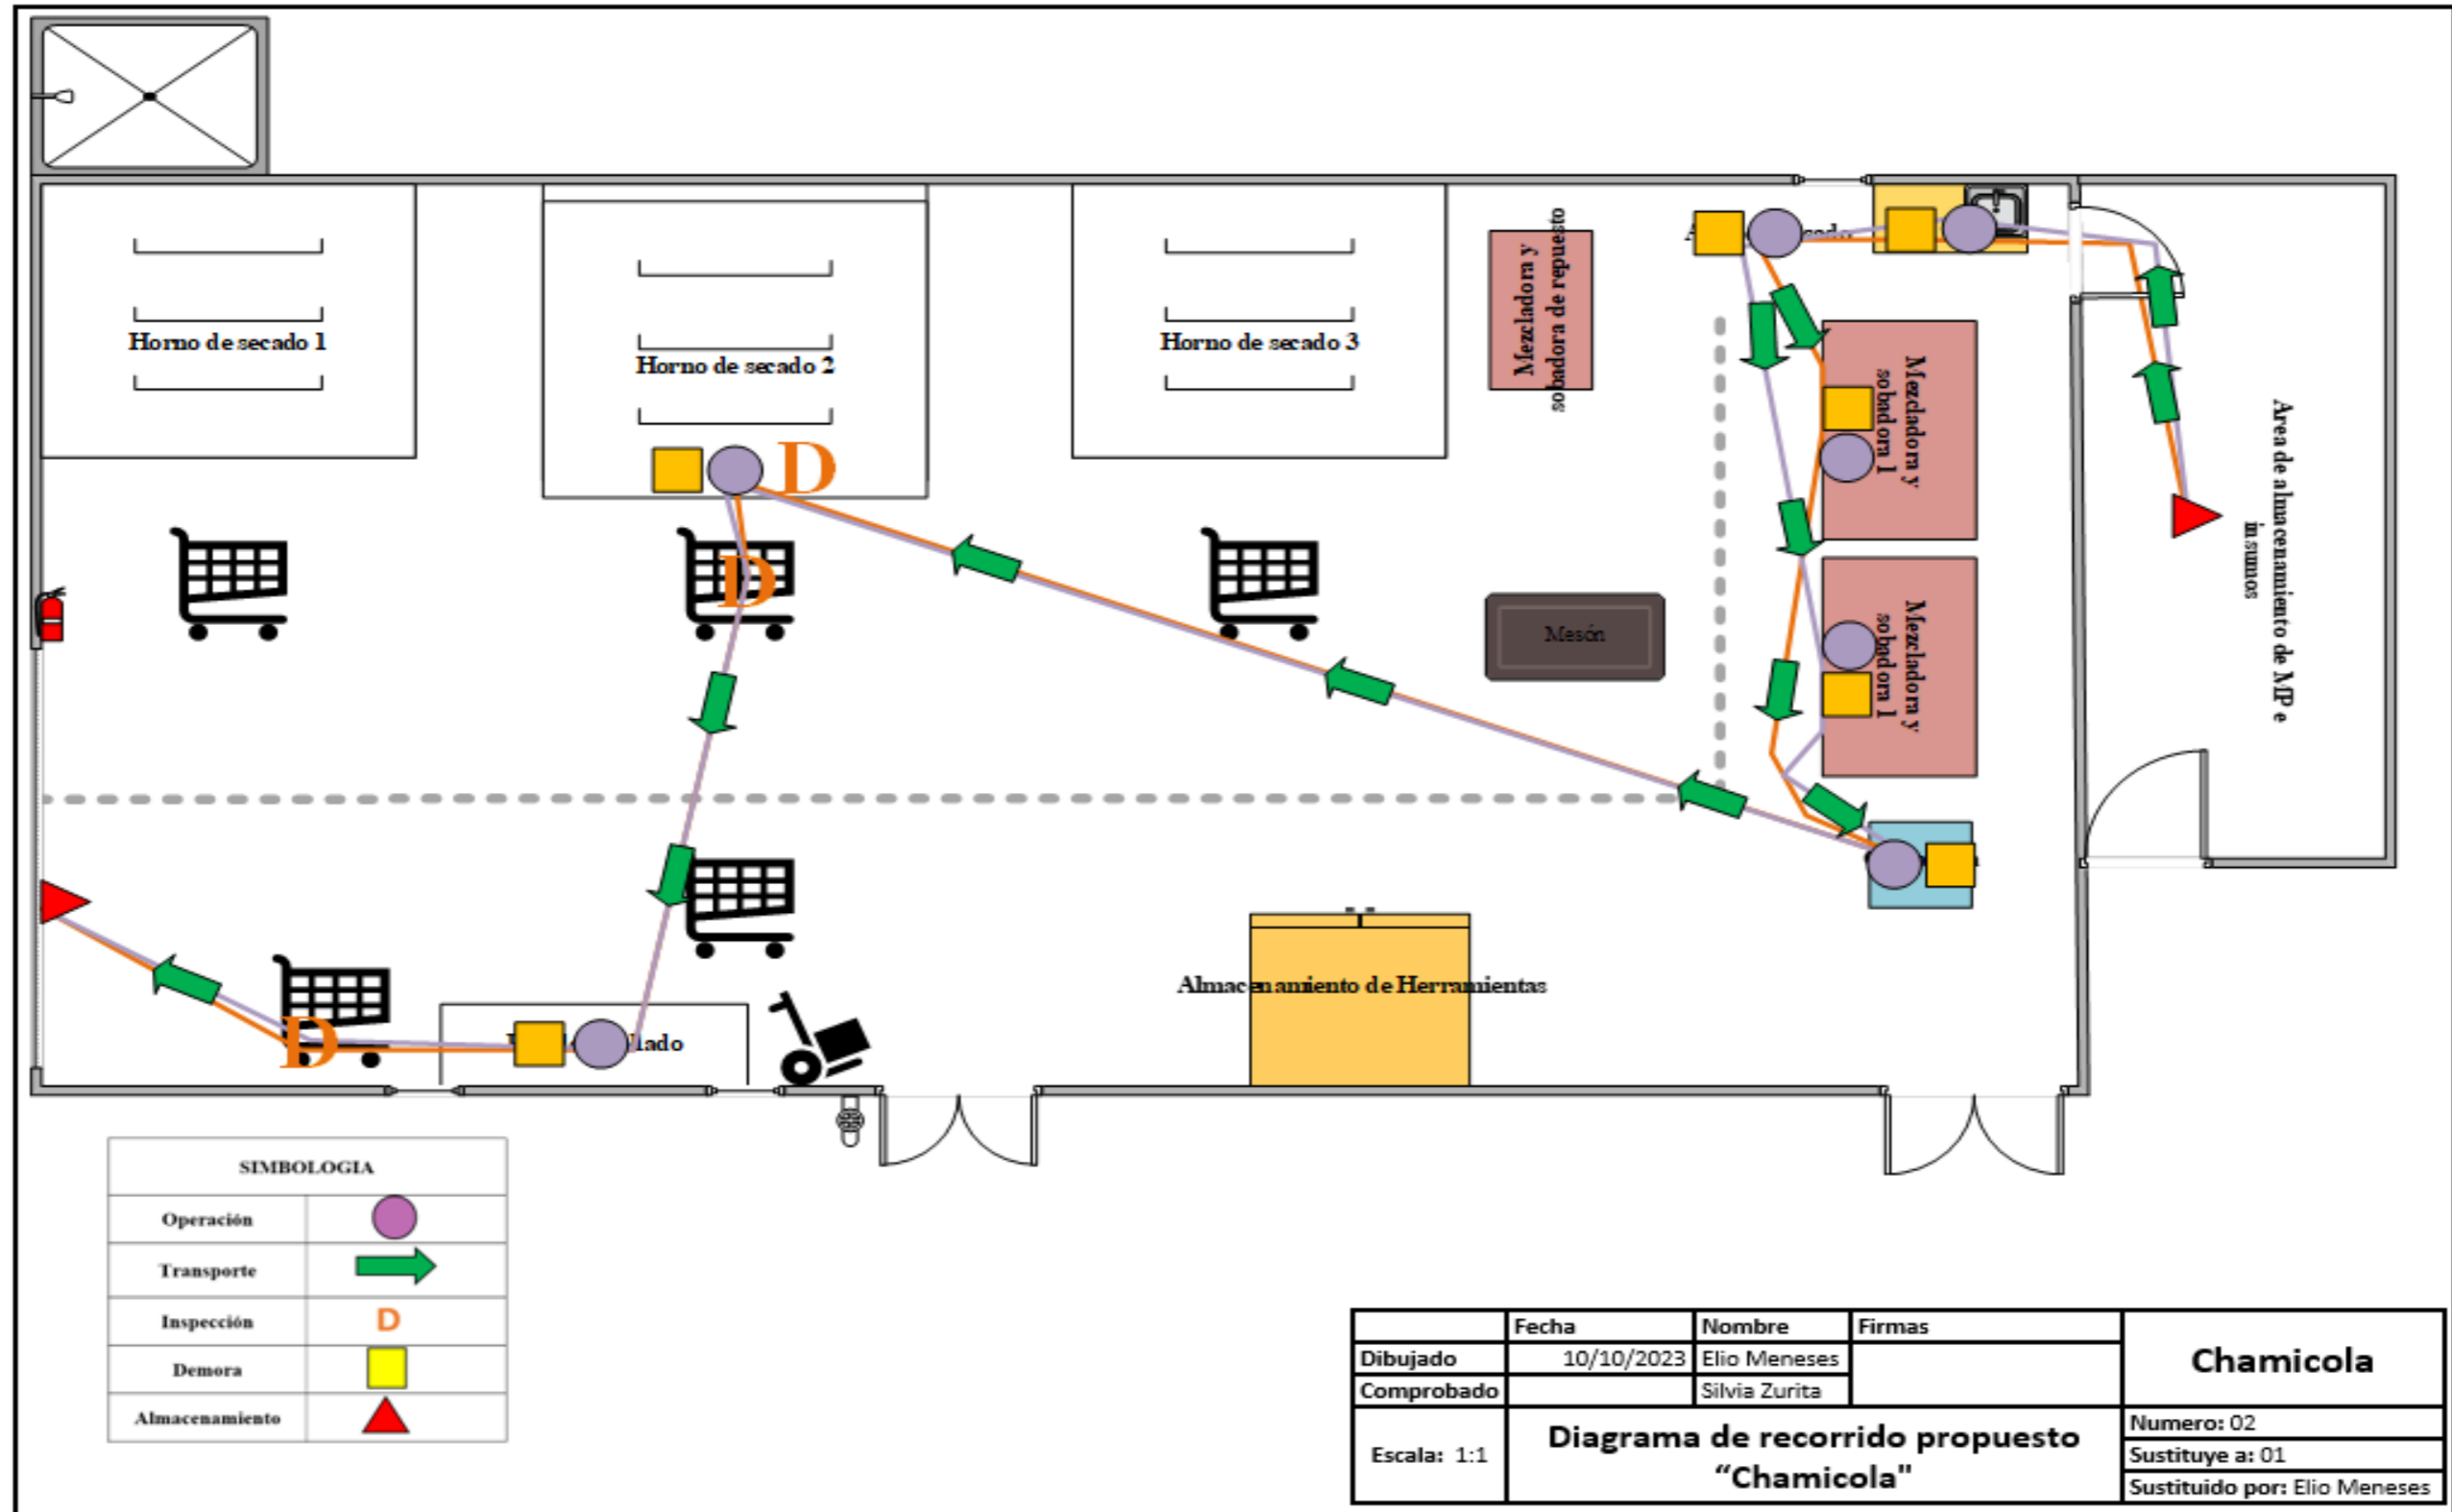 Horno de secado 1
Horno de secado 2
Horno de secado 3
Mezcladora y
sobadora de repuesto
Mezcladora y
sobadora 1
Mezcladora y
sobadora 1
Area de almacenamiento de MP e
insumos
D
D
Mesón
Almacenamiento de Herramientas
D
SIMBOLOGIA
Operación
Transporte
Inspección D
Demora
Almacenamiento
Fecha Nombre Firmas
Dibujado 10/10/2023 Elio Meneses
Comprobado Silvia Zurita
Chamicola
Escala: 1:1
Diagrama de recorrido propuesto
“Chamicola"
Numero: 02
Sustituye a: 01
Sustituido por: Elio Meneses